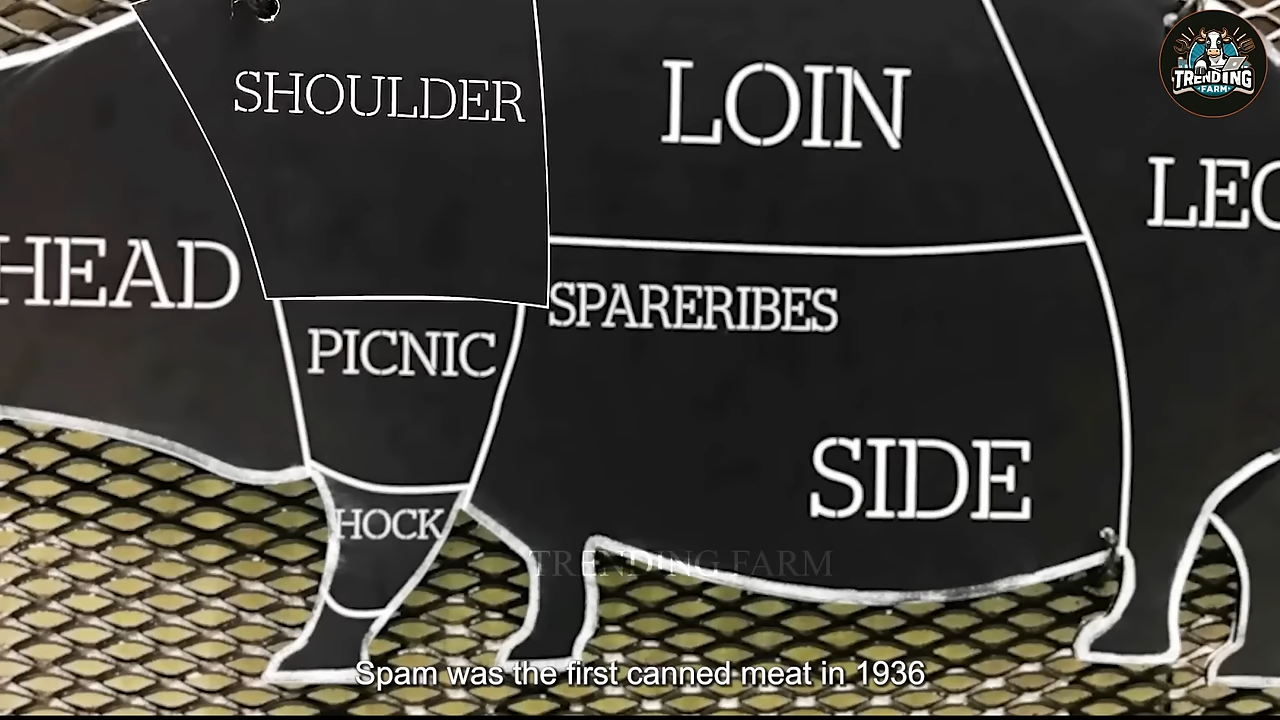 TRENDING
FARM
SHOULDER
LOIN
LEG
HEAD
SPARERIBES
PICNIC
SIDE
HOCK
TRENDING FARM
Spam was the first canned meat in 1936